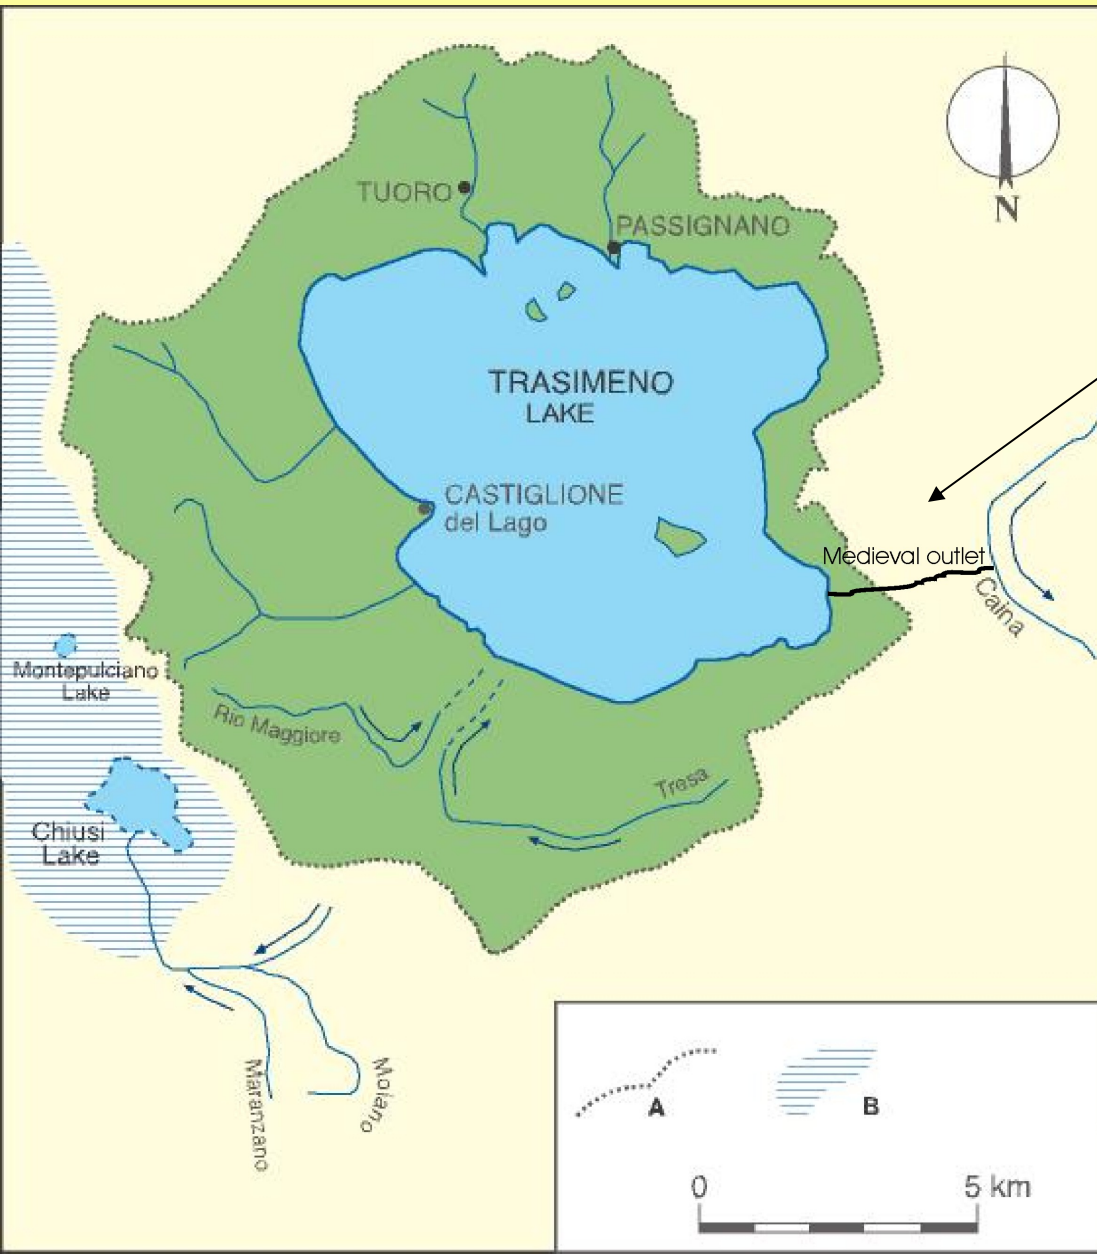 N
TUORO
PASSIGNANO
TRASIMENO
LAKE
CASTIGLIONE
del Lago
Medieval outlet
Caina
Montepulciano
Lake
Rio Maggiore
Tresa
Chiusi
Lake
Maranzano
Moiano
A
B
0
5 km